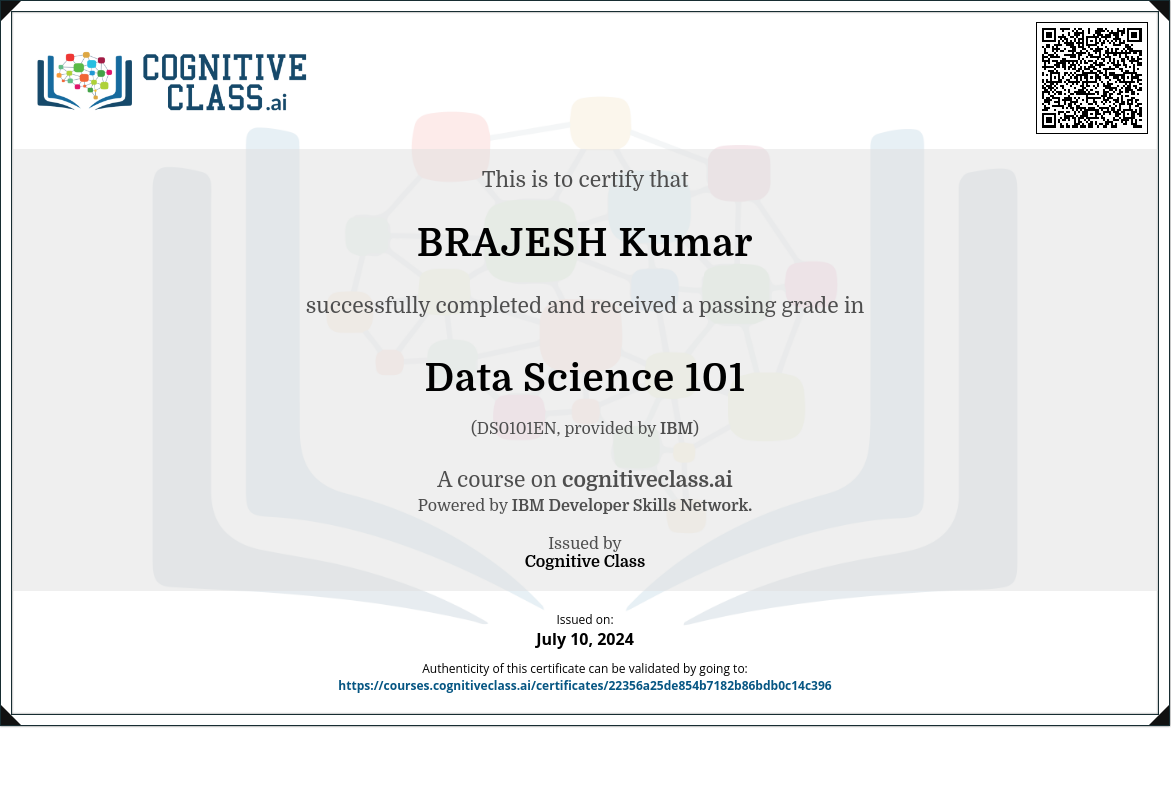 COGNITIVE
CLASS.ai
This is to certify that
BRAJESH Kumar
successfully completed and received a passing grade in
Data Science 101
(DS0101EN, provided by IBM)
A course on cognitiveclass.ai
Powered by IBM Developer Skills Network.
Issued by
Cognitive Class
Issued on:
July 10, 2024
Authenticity of this certificate can be validated by going to:
https://courses.cognitiveclass.ai/certificates/22356a25de854b7182b86bdb0c14c396